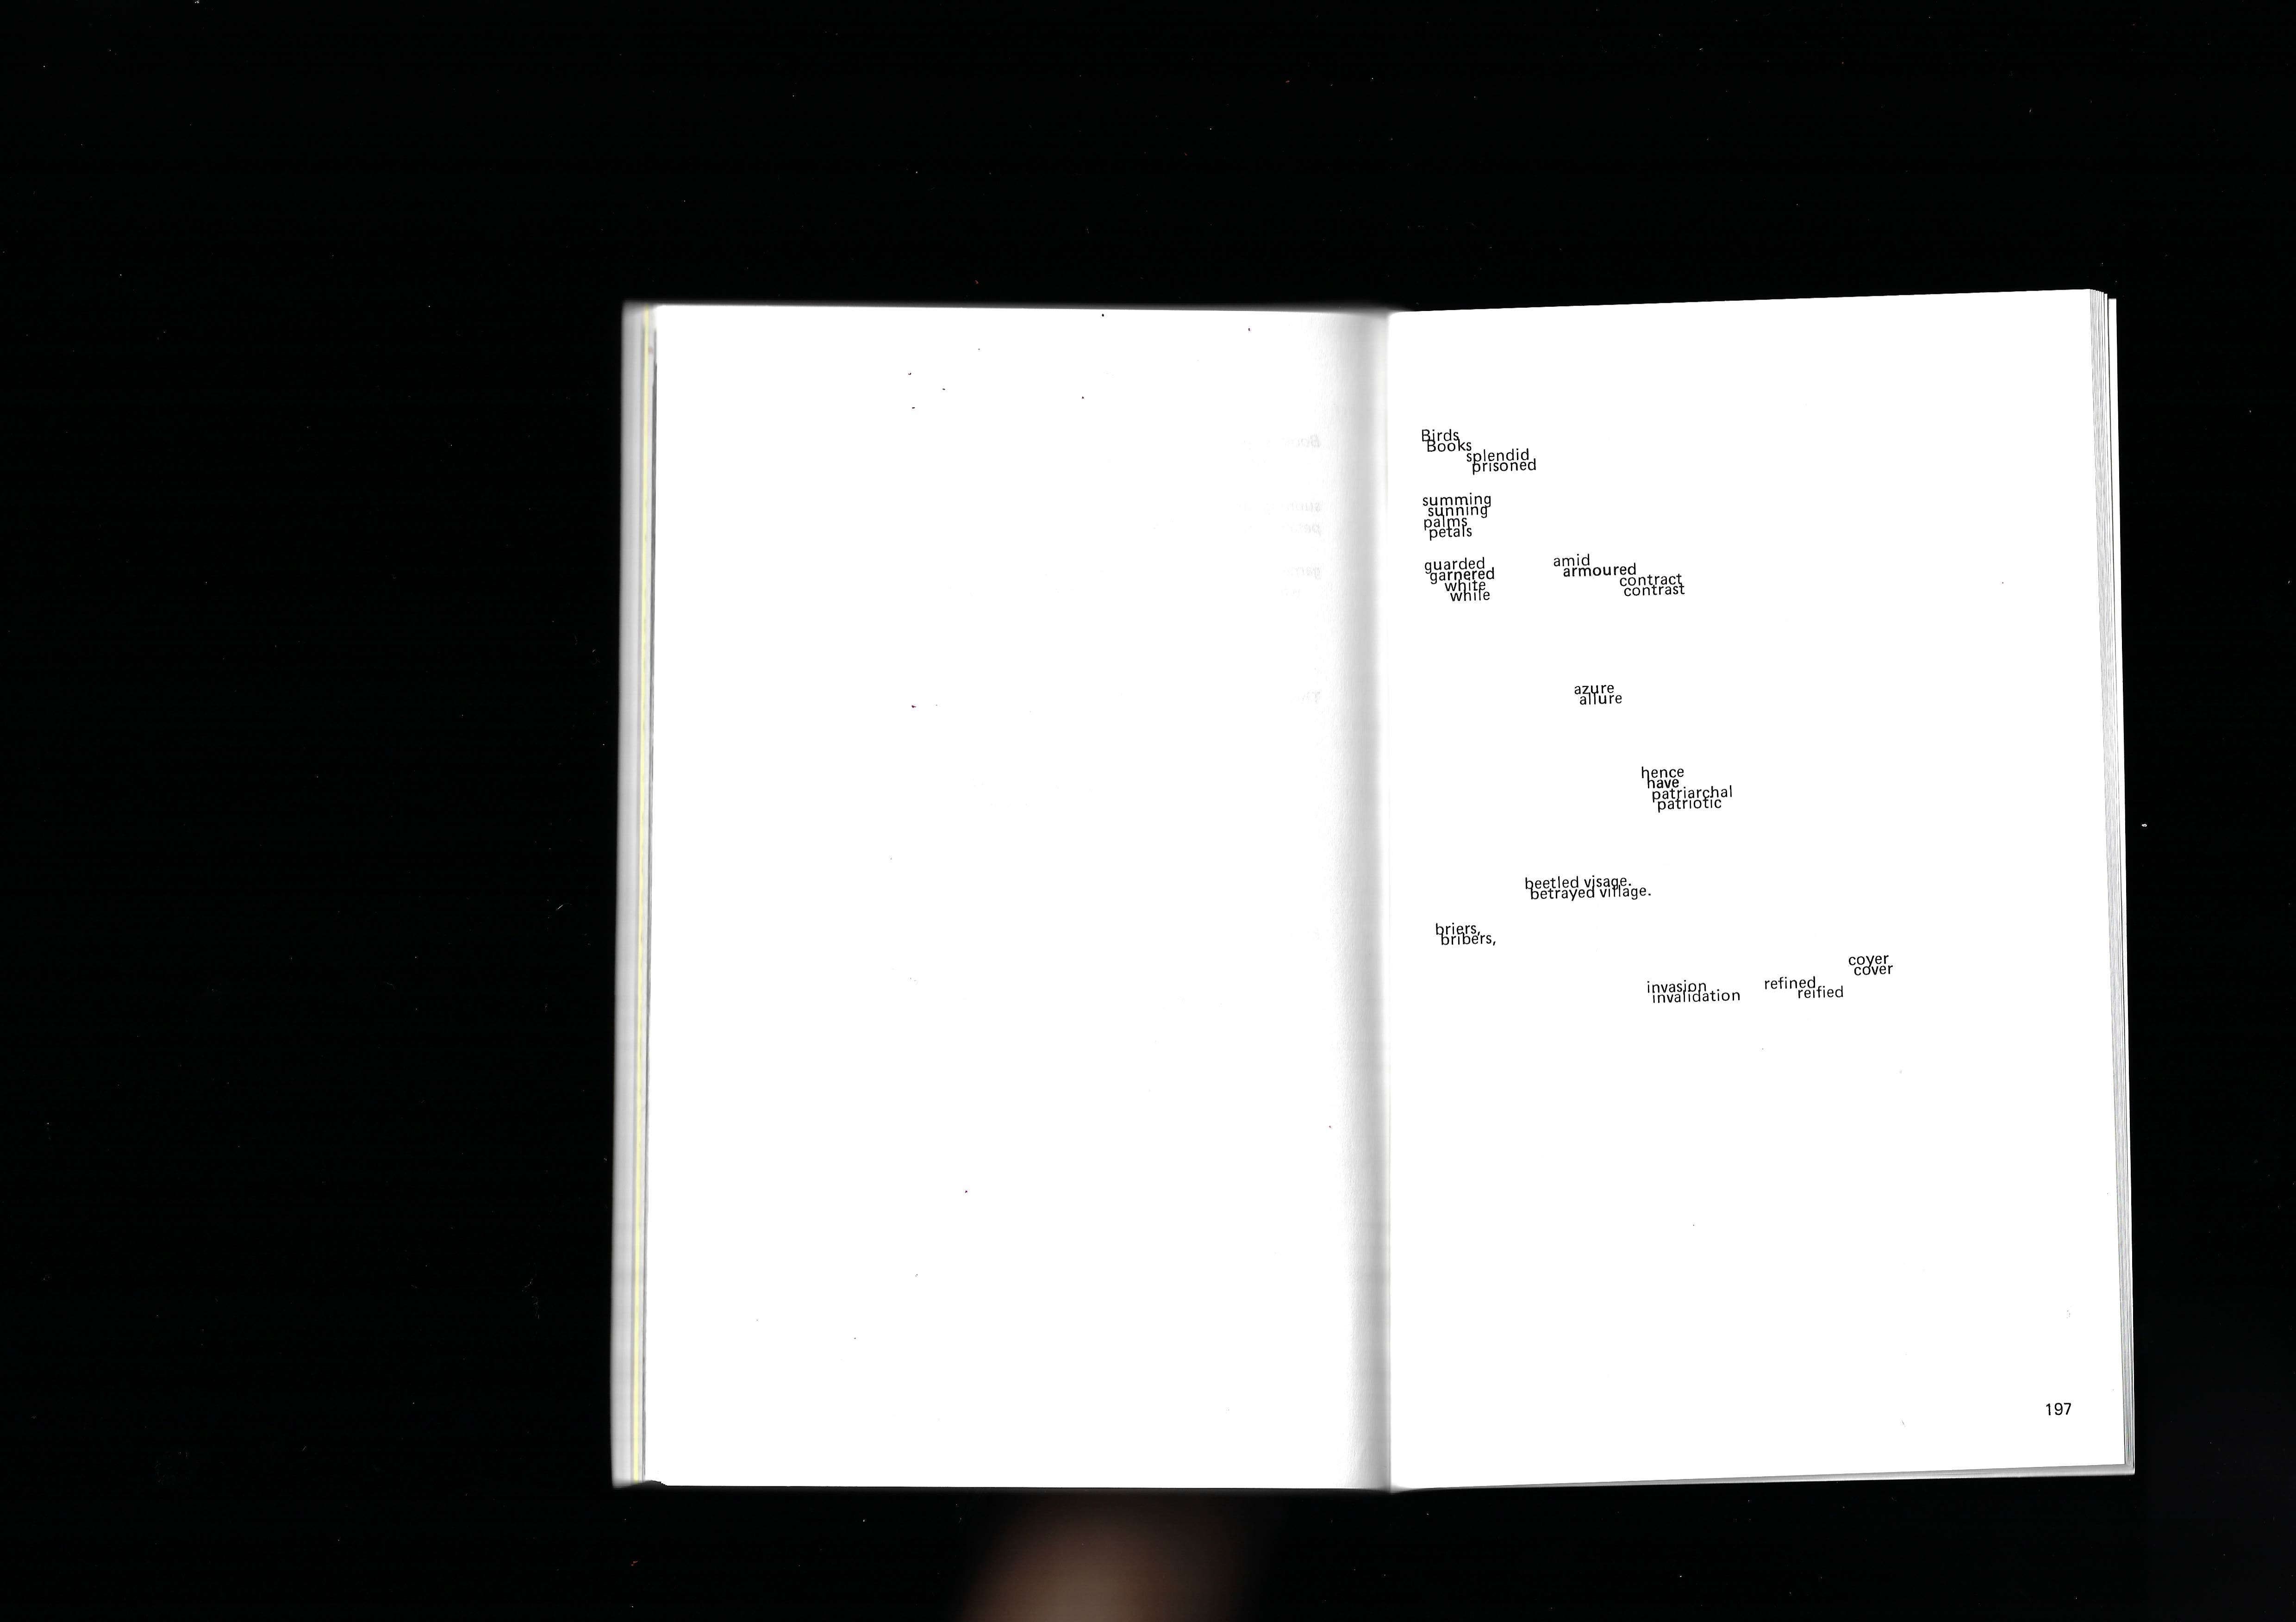 Birds
Books
splendid
prisoned
summing
sunning
palms
petals
guarded
garnered
white
while
amid
armoured
contract
contrast
azure
allure
hence
have
patriarchal
patriotic
beetled visage.
betrayed village.
briers,
bribers,
cover
cover
invasion
invalidation
refined,
reified
197